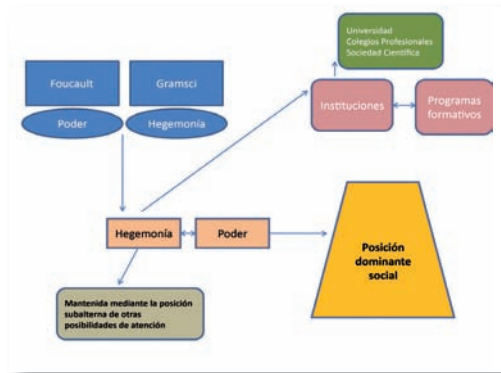 Universidad
Colegios Profesionales
Sociedad Científica
Foucault
Gramsci
Poder
Hegemonía
Instituciones
Programas
formativos
Hegemonía
Poder
Posición
dominante
social
Mantenida mediante la posición
subalterna de otras
posibilidades de atención